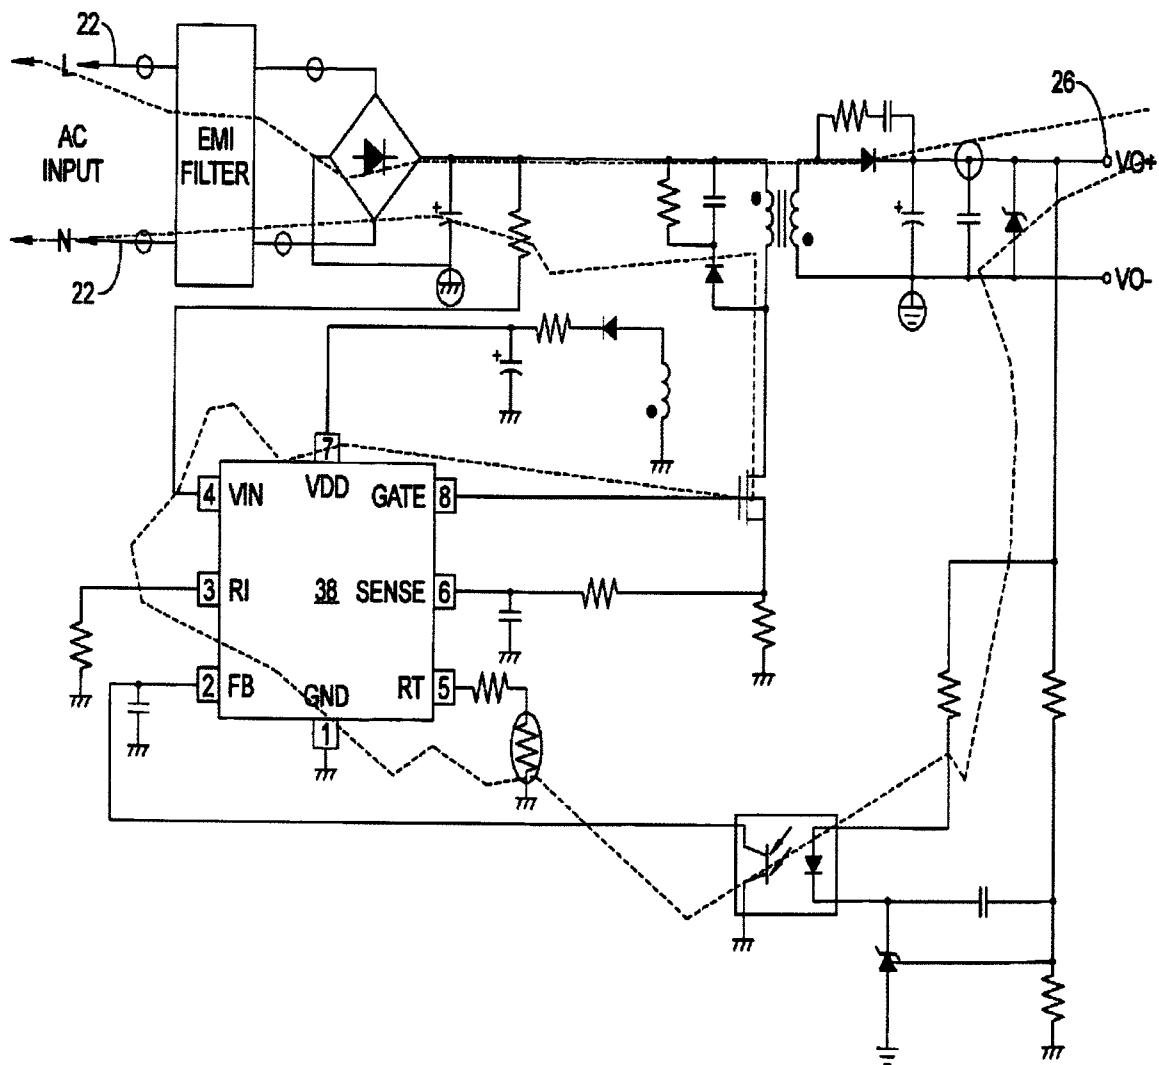 22
L
AC
INPUT
EMI
FILTER
N
22
26
VO+
VO-
+
+
+
7
VDD
4 VIN
GATE 8
3 RI
38
SENSE 6
2 FB
GND
RT 5
1